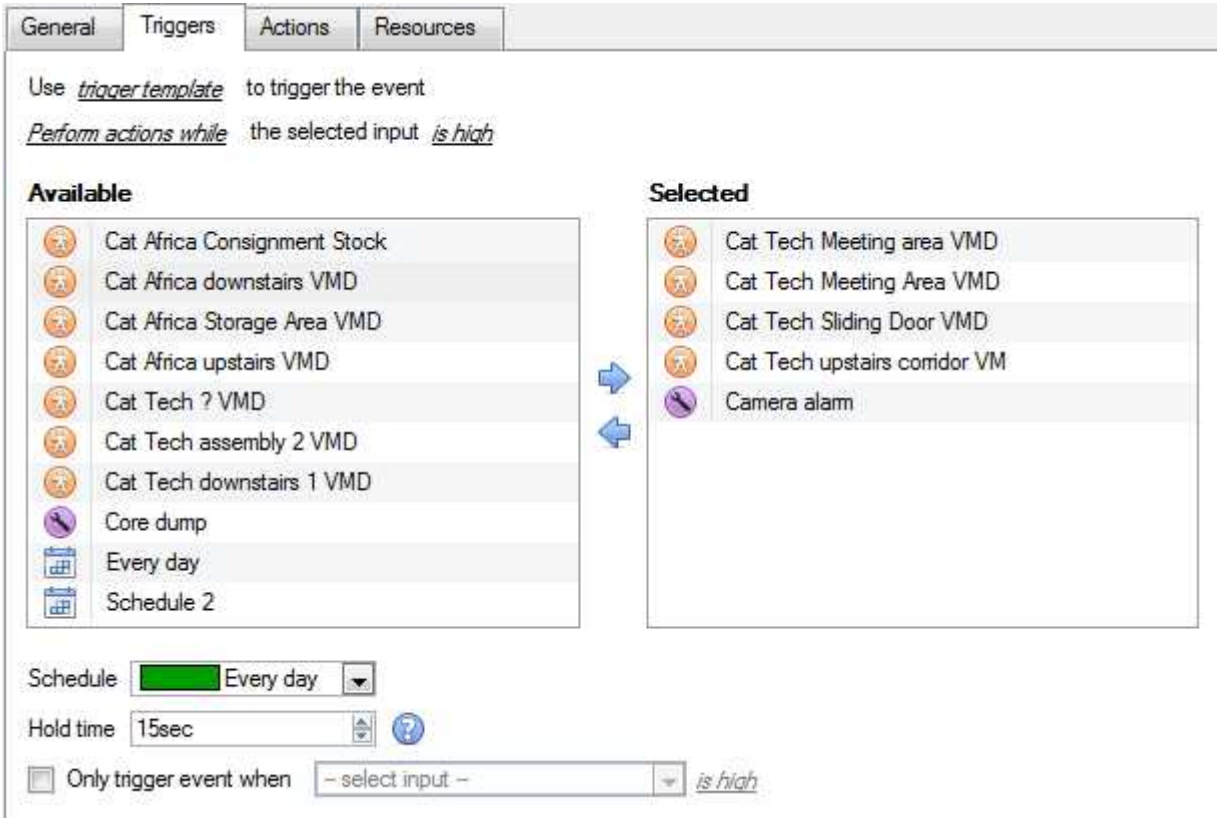 General Triggers Actions Resources
Use trigger template to trigger the event
Perform actions while the selected input is high
Available
Cat Africa Consignment Stock
Cat Africa downstairs VMD
Cat Africa Storage Area VMD
Cat Africa upstairs VMD
Cat Tech ? VMD
Cat Tech assembly 2 VMD
Cat Tech downstairs 1 VMD
Core dump
Every day
Schedule 2
Selected
Cat Tech Meeting area VMD
Cat Tech Meeting Area VMD
Cat Tech Sliding Door VMD
Cat Tech upstairs corridor VM
Camera alarm
Schedule Every day
Hold time 15sec ?
Only trigger event when -- select input -- is high